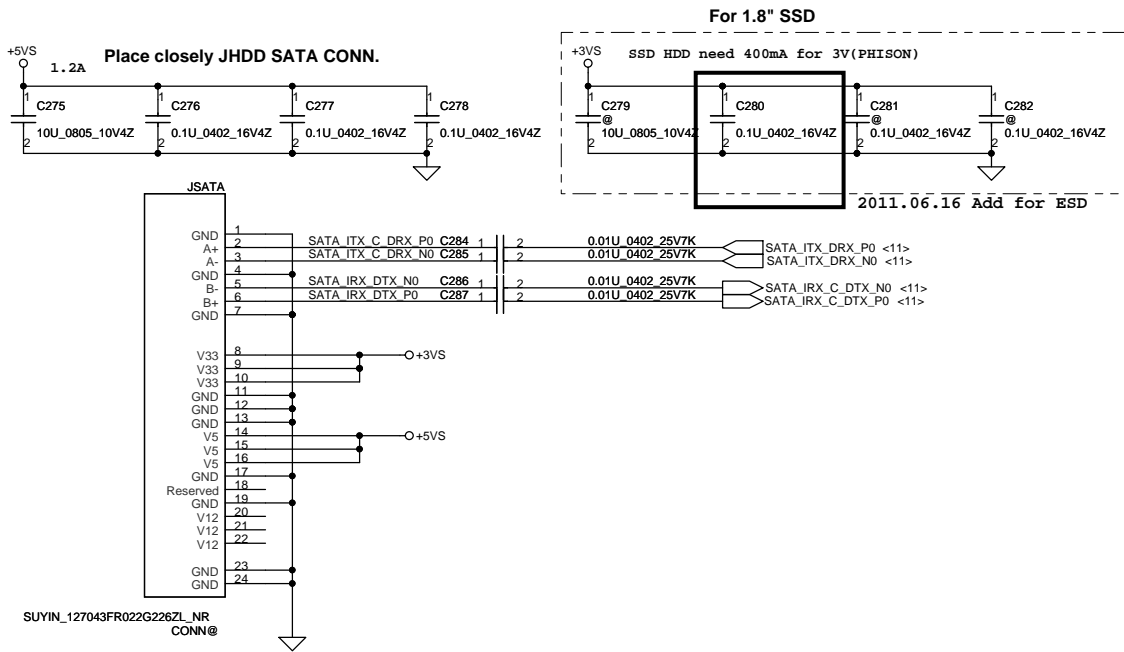 For 1.8" SSD
+5VS
1.2A
Place closely JHDD SATA CONN.
1
C275
10U_0805_10V4Z
2
1
C276
0.1U_0402_16V4Z
2
1
C277
0.1U_0402_16V4Z
2
1
C278
0.1U_0402_16V4Z
2
+3VS
SSD HDD need 400mA for 3V(PHISON)
1
C279
@
10U_0805_10V4Z
2
1
C280
0.1U_0402_16V4Z
2
1
C281
@
0.1U_0402_16V4Z
2
1
C282
@
0.1U_0402_16V4Z
2
2011.06.16 Add for ESD
JSATA
GND 1
A+ 2 SATA_ITX_C_DRX_P0 C284 1 2 0.01U_0402_25V7K SATA_ITX_DRX_P0 <11>
A- 3 SATA_ITX_C_DRX_N0 C285 1 2 0.01U_0402_25V7K SATA_ITX_DRX_N0 <11>
GND 4
B- 5 SATA_IRX_DTX_N0 C286 1 2 0.01U_0402_25V7K SATA_IRX_C_DTX_N0 <11>
B+ 6 SATA_IRX_DTX_P0 C287 1 2 0.01U_0402_25V7K SATA_IRX_C_DTX_P0 <11>
GND 7
V33 8 +3VS
V33 9
V33 10
GND 11
GND 12
GND 13
V5 14 +5VS
V5 15
V5 16
GND 17
Reserved 18
GND 19
V12 20
V12 21
V12 22
GND 23
GND 24
SUYIN_127043FR022G226ZL_NR
CONN@